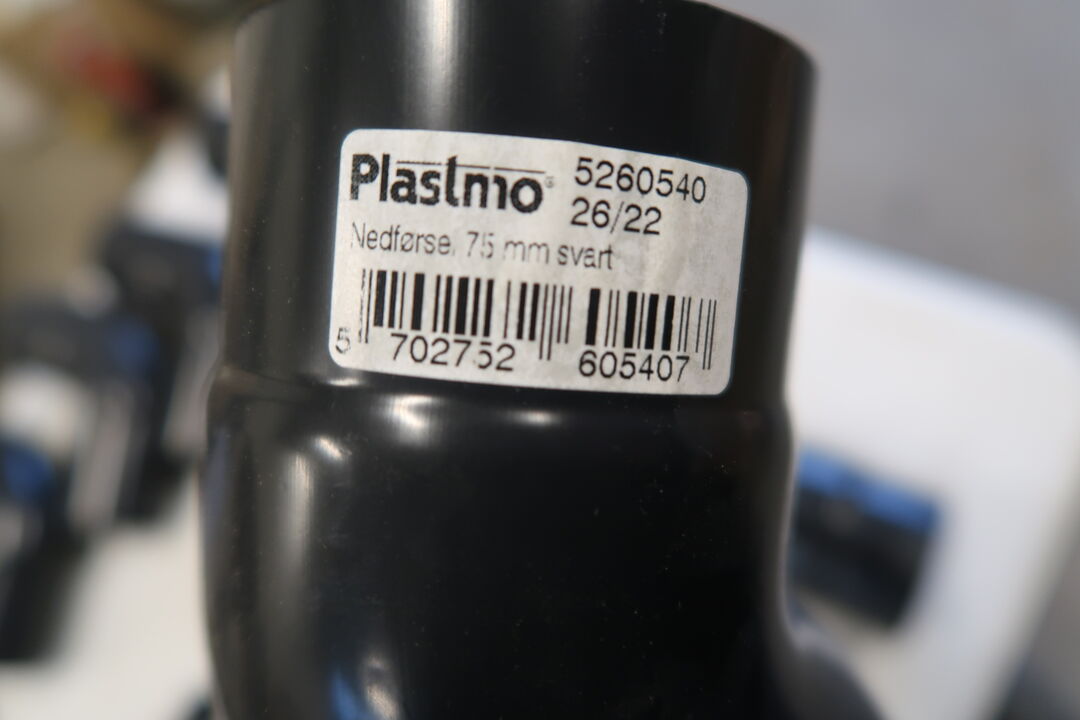 Plastmo® 5260540
26/22
Nedførse. 75 mm svart
5 702752 605407